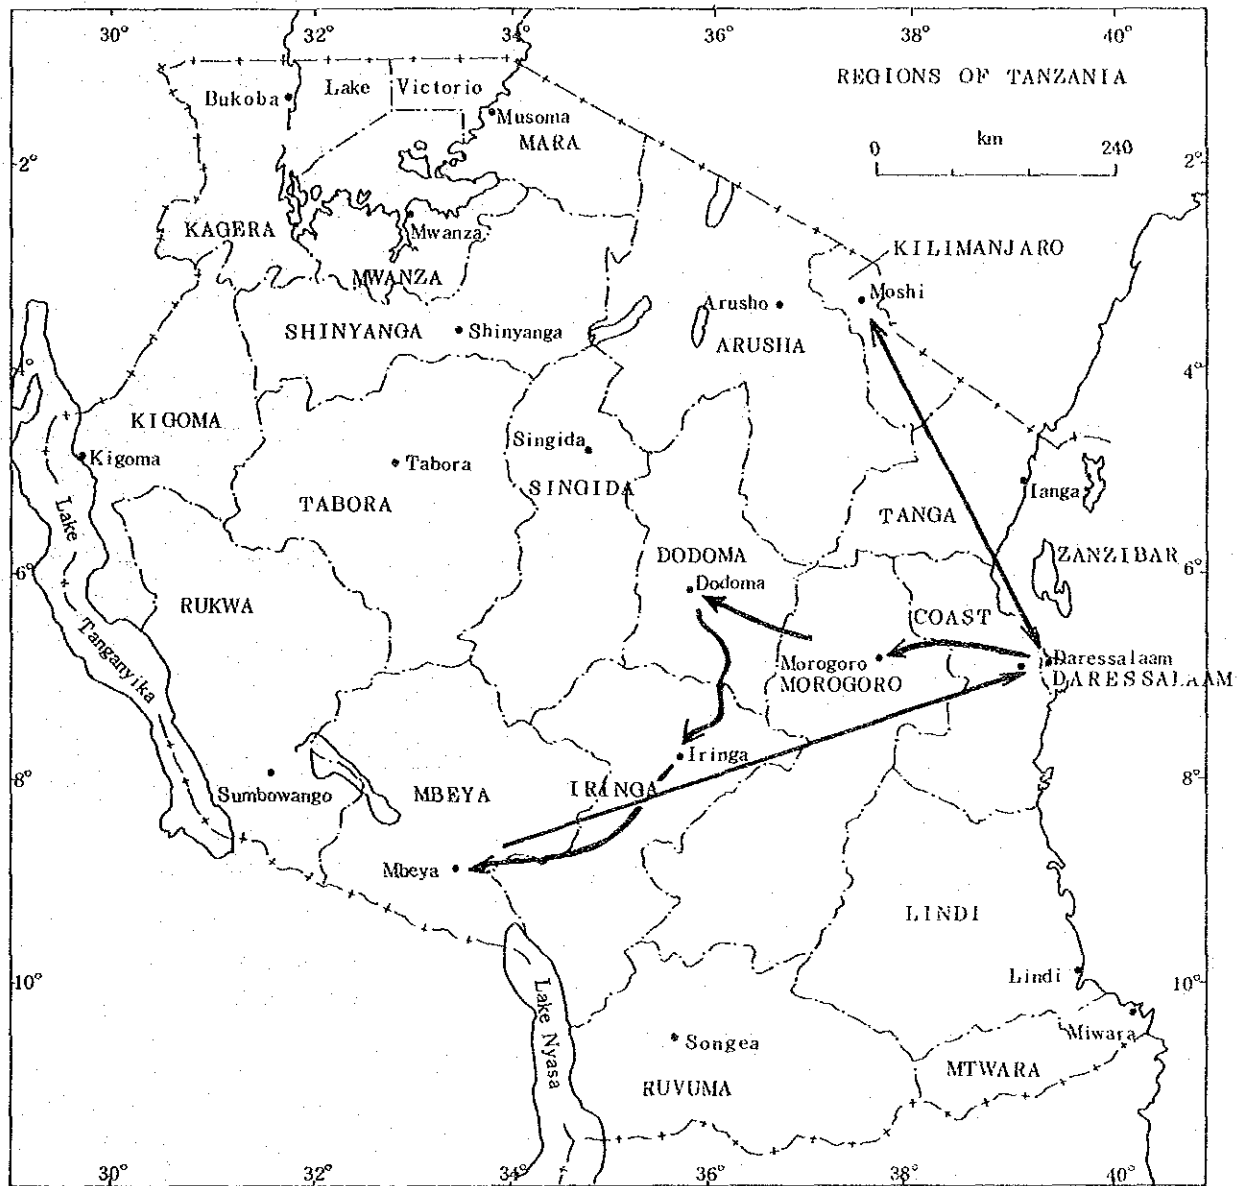 30° 32° 34° 36° 38° 40°
REGIONS OF TANZANIA
Bukoba
Lake Victorio
Musoma
MARA
0 km 240
2° 2°
KAGERA
Mwanza
MWANZA
KILIMANJARO
Moshi
Arusho
ARUSHA
SHINYANGA
Shinyanga
4° 4°
KIGOMA
Kigoma
Singida
Tabora
SINGIDA
TABORA
Ianga
TANGA
Lake Tanganyika
DODOMA
Dodoma
ZANZIBAR
6° 6°
RUKWA
COAST
Morogoro
MOROGORO
Daressalaam
DARESSALAAM
Iringa
IRINGA
8° 8°
Sumbowango
MBEYA
Mbeya
LINDI
Lindi
10° 10°
Lake Nyasa
Songea
Miwara
MTWARA
RUVUMA
30° 32° 34° 36° 38° 40°